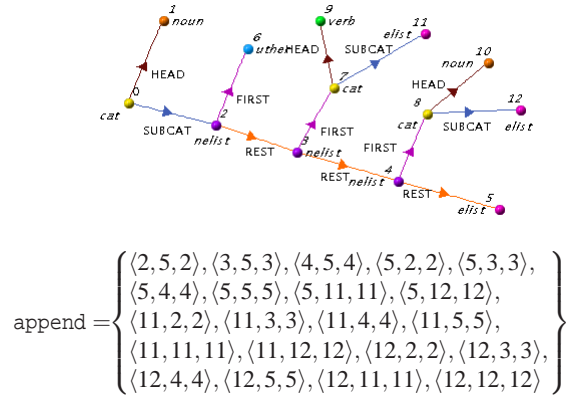 1
noun
HEAD
0
cat
SUBCAT
6
uther
FIRST
2
nelist
REST
9
verb
HEAD
11
elist
SUBCAT
7
cat
FIRST
3
nelist
REST
10
noun
HEAD
8
cat
12
SUBCAT
elist
FIRST
4
nelist
REST
5
elist
{⟨2,5,2⟩,⟨3,5,3⟩,⟨4,5,4⟩,⟨5,2,2⟩,⟨5,3,3⟩,
⟨5,4,4⟩,⟨5,5,5⟩,⟨5,11,11⟩,⟨5,12,12⟩,
append = ⟨11,2,2⟩,⟨11,3,3⟩,⟨11,4,4⟩,⟨11,5,5⟩,
⟨11,11,11⟩,⟨11,12,12⟩,⟨12,2,2⟩,⟨12,3,3⟩,
⟨12,4,4⟩,⟨12,5,5⟩,⟨12,11,11⟩,⟨12,12,12⟩}